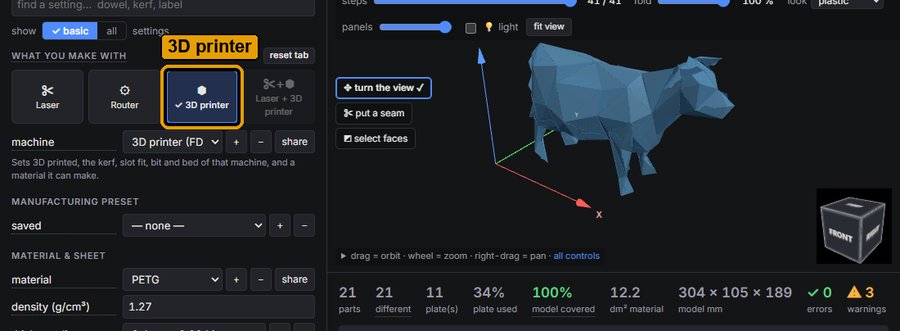 find a setting... dowel, kerf, label
show ✓ basic all settings
3D printer
WHAT YOU MAKE WITH
reset tab
Laser
Router
✓ 3D printer
Laser + 3D
printer
machine
3D printer (FD
+
−
share
Sets 3D printed, the kerf, slot fit, bit and bed of that machine, and a
material it can make.
MANUFACTURING PRESET
saved
— none —
+
−
MATERIAL & SHEET
material
PETG
+
−
share
density (g/cm³)
1.27
steps
41 / 41
fold
100 %
look
plastic
panels
light
fit view
turn the view ✓
put a seam
select faces
Y
X
FRONT
▶ drag = orbit · wheel = zoom · right-drag = pan · all controls
21
parts
21
different
11
plate(s)
34%
plate used
100%
model covered
12.2
dm² material
304 × 105 × 189
model mm
✓ 0
errors
3
warnings